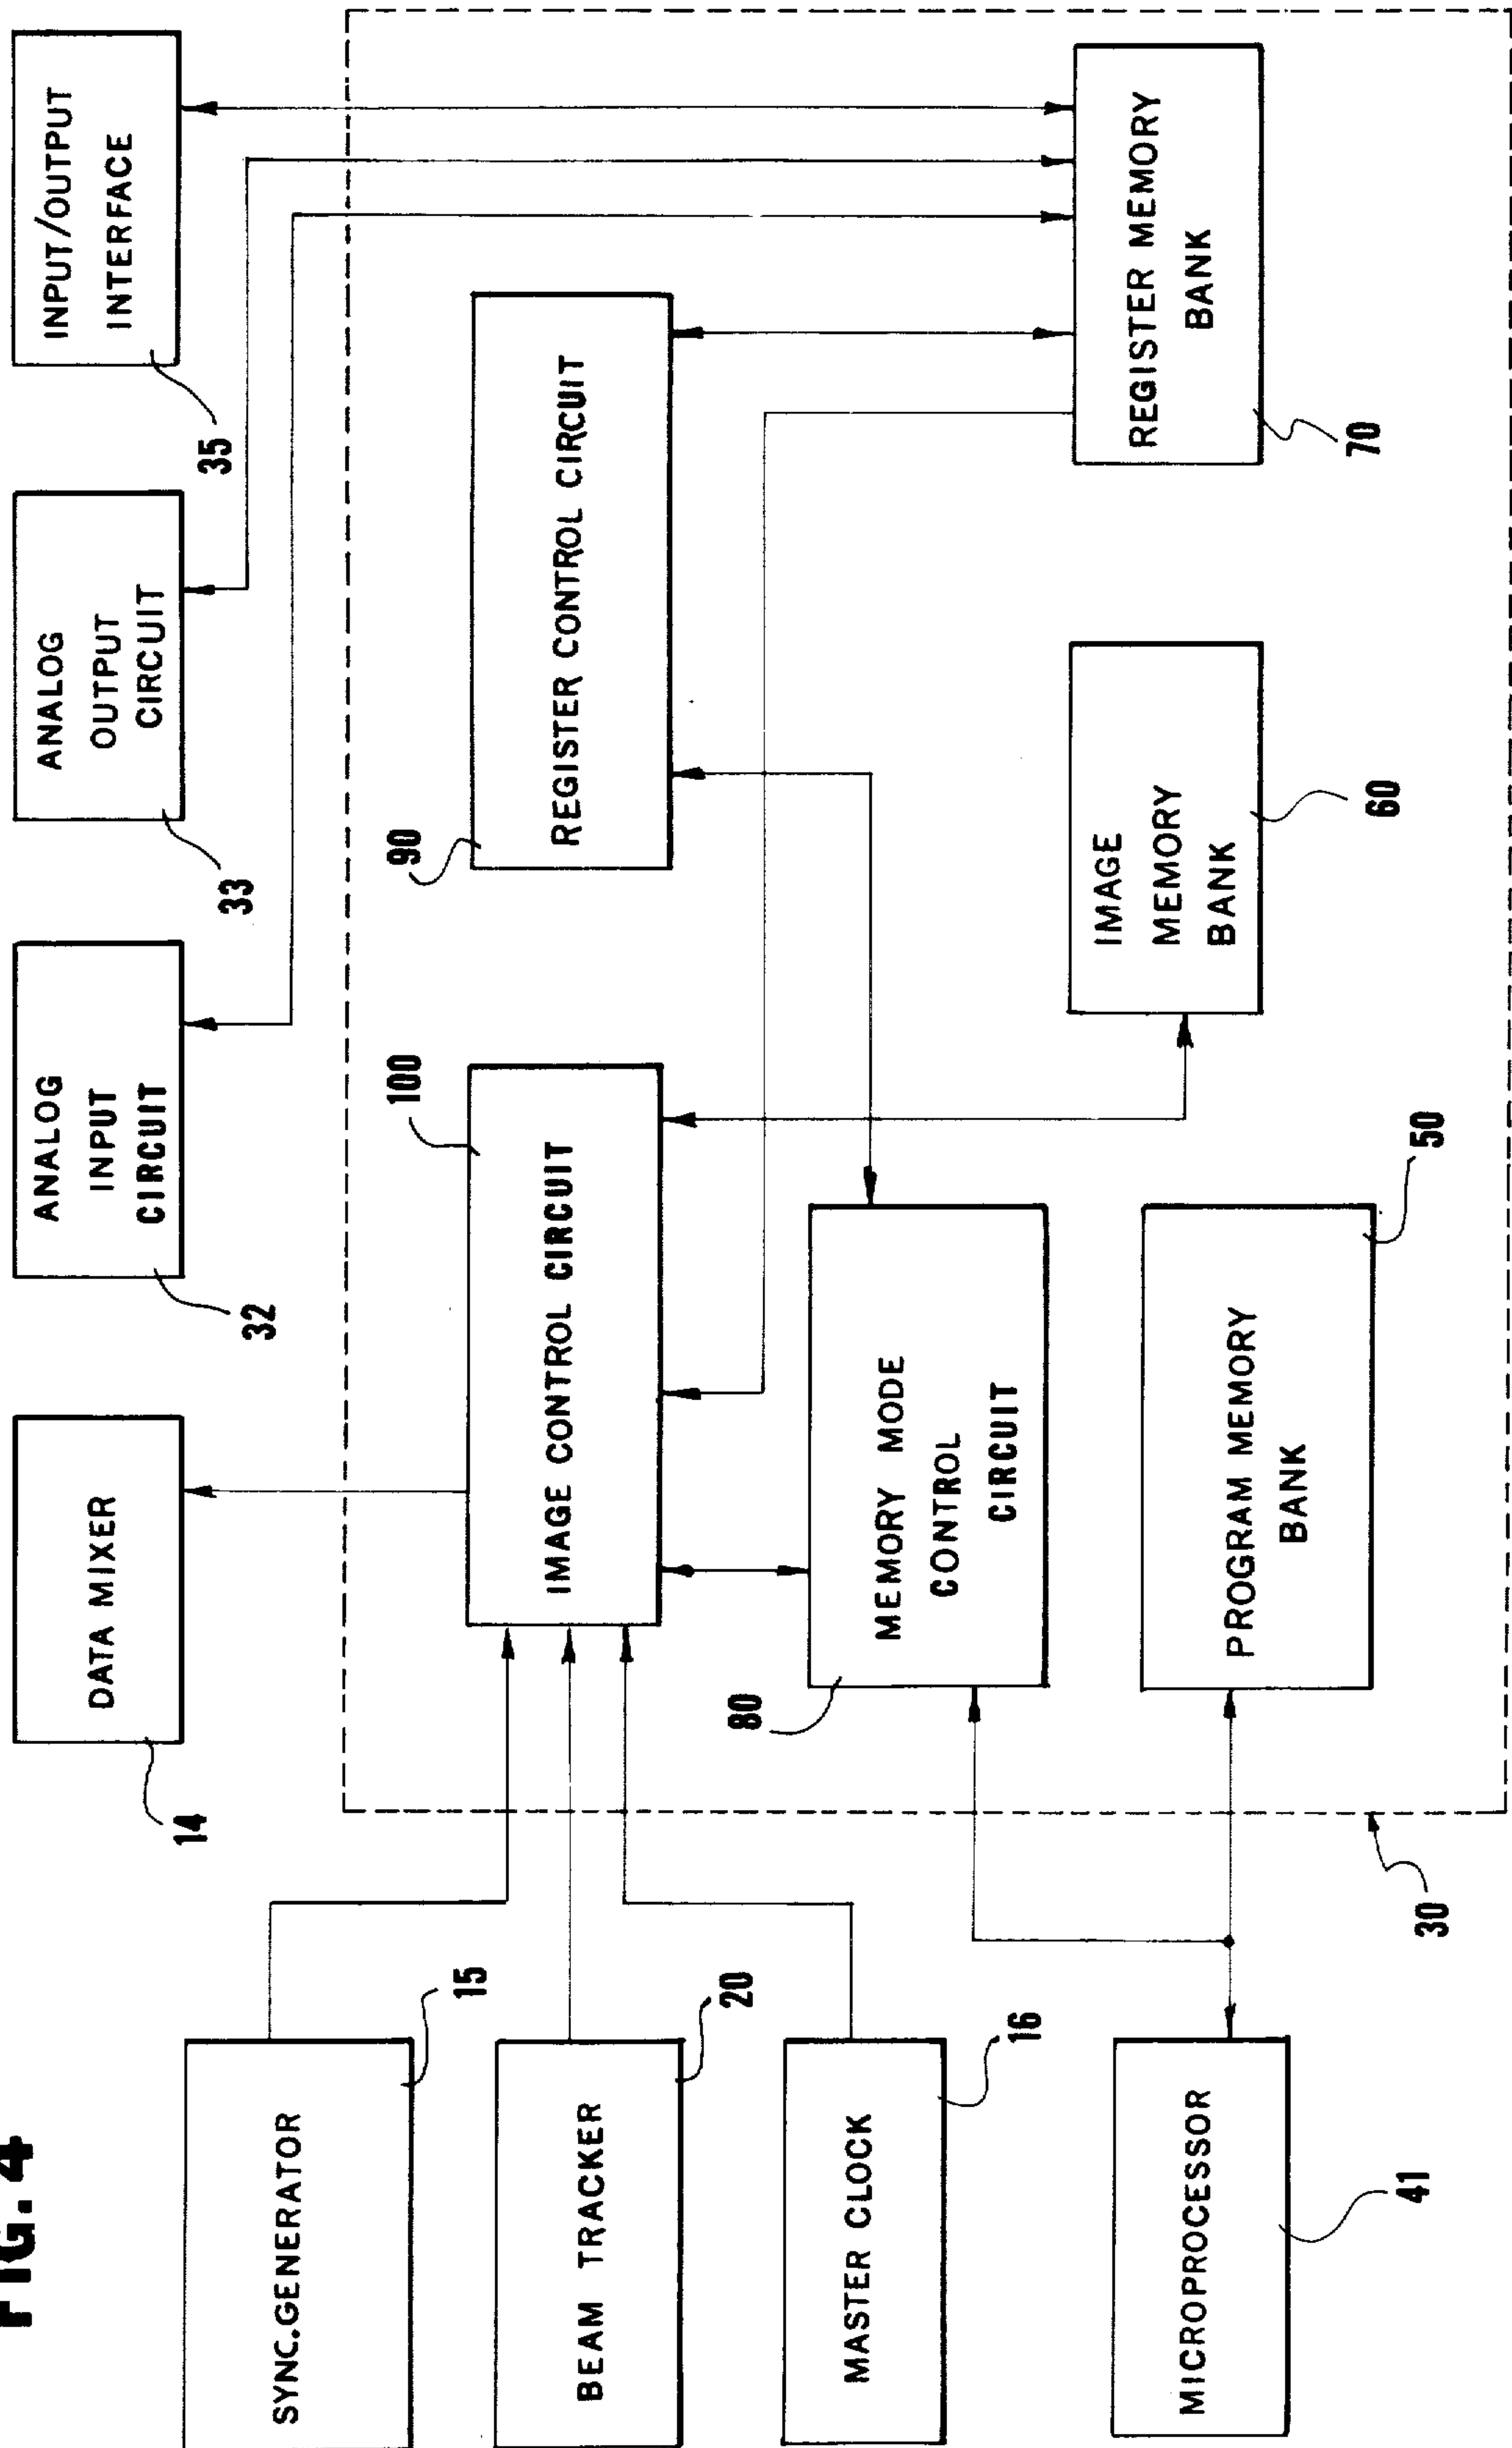 FIG.4
SYNC.GENERATOR
15
BEAM TRACKER
20
MASTER CLOCK
16
MICROPROCESSOR
41
DATA MIXER
14
ANALOG
INPUT
CIRCUIT
32
ANALOG
OUTPUT
CIRCUIT
33
INPUT/OUTPUT
INTERFACE
35
30
IMAGE CONTROL CIRCUIT
100
REGISTER CONTROL CIRCUIT
90
MEMORY MODE
CONTROL
CIRCUIT
80
PROGRAM MEMORY
BANK
50
IMAGE
MEMORY
BANK
60
REGISTER MEMORY
BANK
70